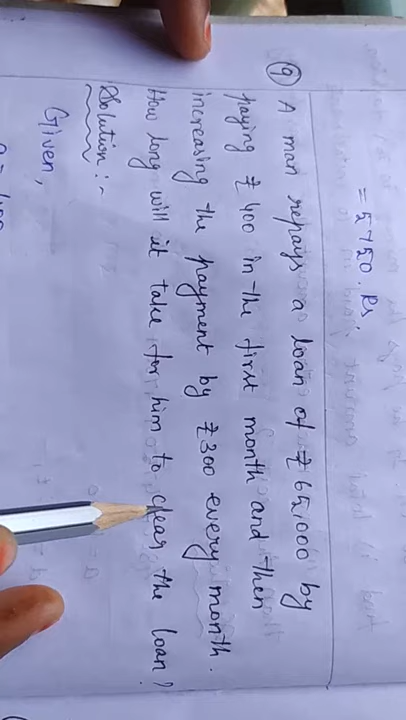 = 5750. Rs.
9 A man repays a loan of ₹65,000 by
paying ₹400 in the first month and then
increasing the payment by ₹300 every month.
How long will it take for him to clear the loan?
Solution:-
Given,